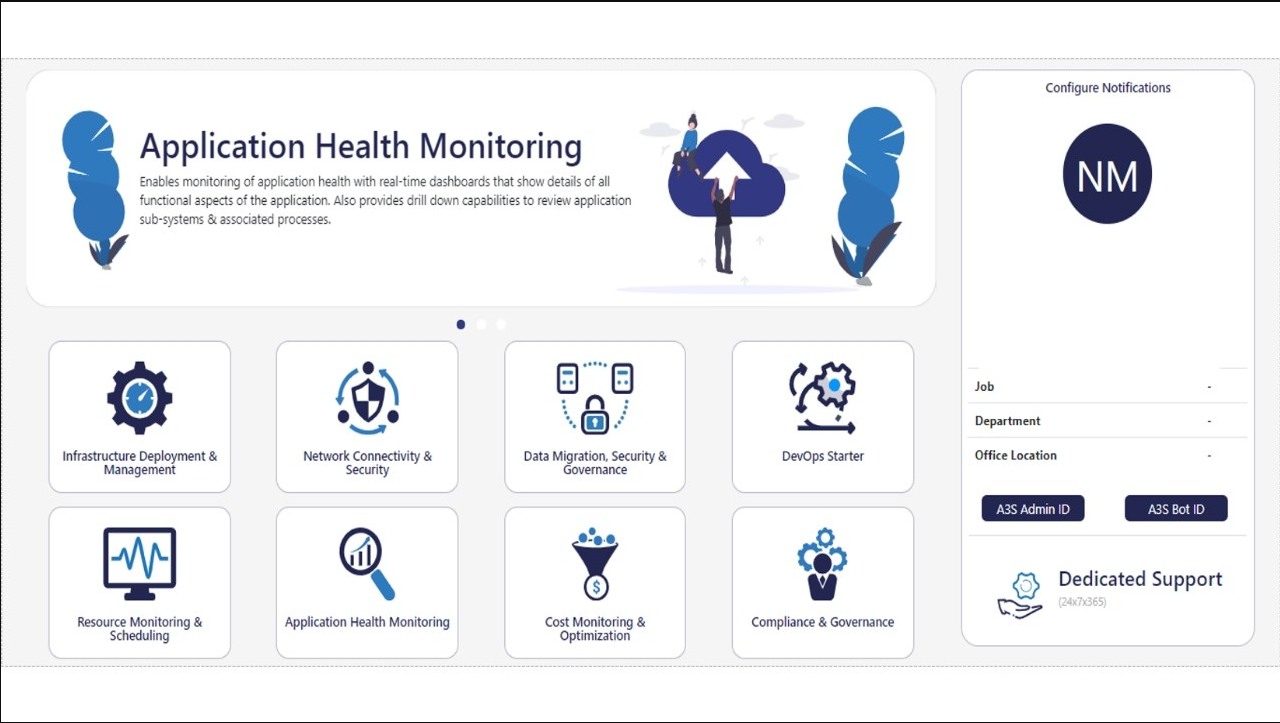 Application Health Monitoring
Enables monitoring of application health with real-time dashboards that show details of all
functional aspects of the application. Also provides drill down capabilities to review application
sub-systems & associated processes.
Infrastructure Deployment &
Management
Network Connectivity &
Security
Data Migration, Security &
Governance
DevOps Starter
Resource Monitoring &
Scheduling
Application Health Monitoring
$
Cost Monitoring &
Optimization
Compliance & Governance
Configure Notifications
NM
Job -
Department -
Office Location -
A3S Admin ID
A3S Bot ID
Dedicated Support
(24x7x365)